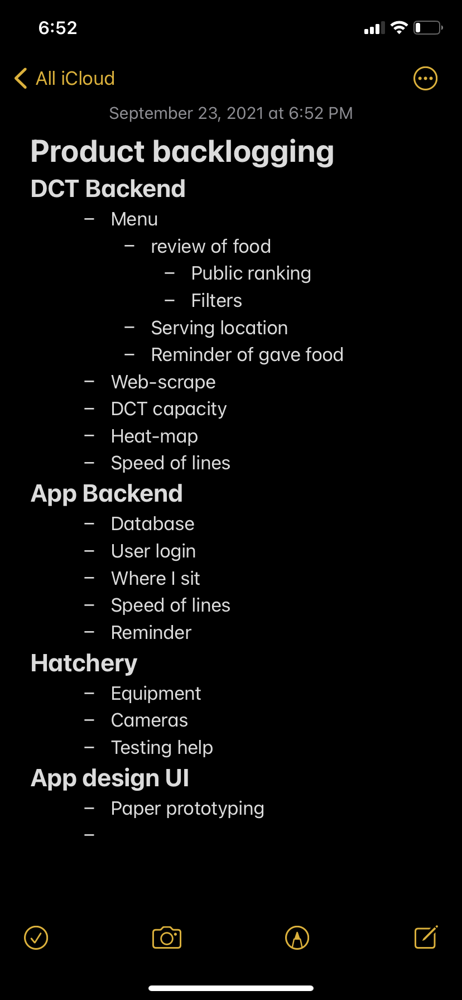 6:52
All iCloud
September 23, 2021 at 6:52 PM
Product backlogging
DCT Backend
– Menu
– review of food
– Public ranking
– Filters
– Serving location
– Reminder of gave food
– Web-scrape
– DCT capacity
– Heat-map
– Speed of lines
App Backend
– Database
– User login
– Where I sit
– Speed of lines
– Reminder
Hatchery
– Equipment
– Cameras
– Testing help
App design UI
– Paper prototyping
–